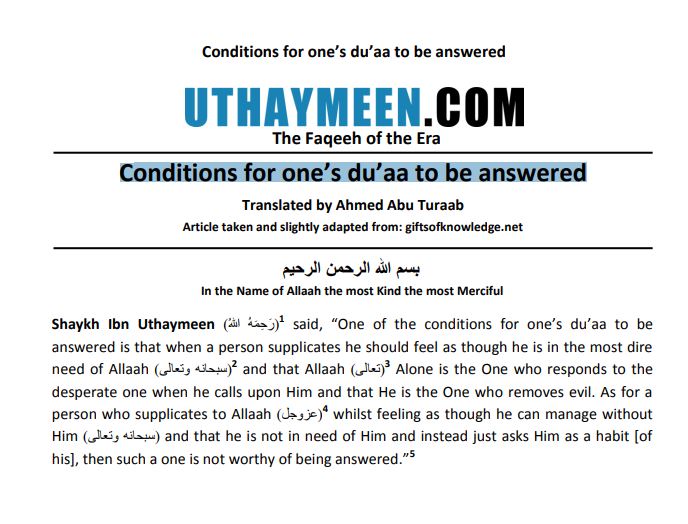 Conditions for one’s du’aa to be answered
UTHAYMEEN.COM
The Faqeeh of the Era
Conditions for one’s du’aa to be answered
Translated by Ahmed Abu Turaab
Article taken and slightly adapted from: giftsofknowledge.net
بسم الله الرحمن الرحيم
In the Name of Allaah the most Kind the most Merciful
Shaykh Ibn Uthaymeen (رَحِمَهُ اللهُ)¹ said, “One of the conditions for one’s du’aa to be
answered is that when a person supplicates he should feel as though he is in the most dire
need of Allaah (سبحانه وتعالى)² and that Allaah (تعالى)³ Alone is the One who responds to the
desperate one when he calls upon Him and that He is the One who removes evil. As for a
person who supplicates to Allaah (عزوجل)⁴ whilst feeling as though he can manage without
Him (سبحانه وتعالى) and that he is not in need of Him and instead just asks Him as a habit [of
his], then such a one is not worthy of being answered.”⁵